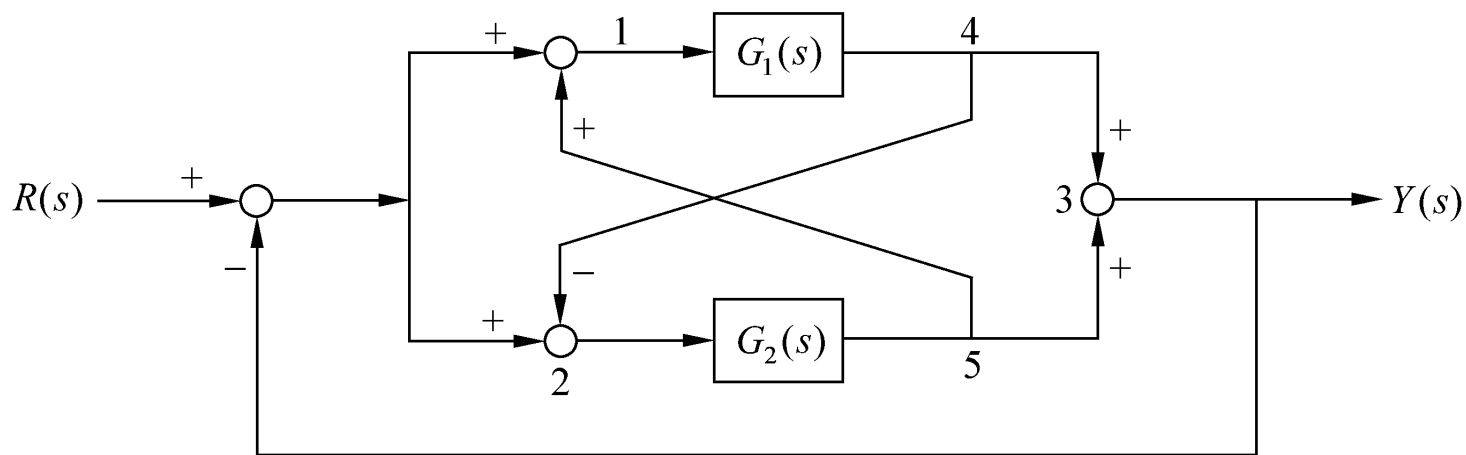 + 1 G₁(s) 4
+ +
R(s) + 3 Y(s)
− − +
+ G₂(s)
2 5